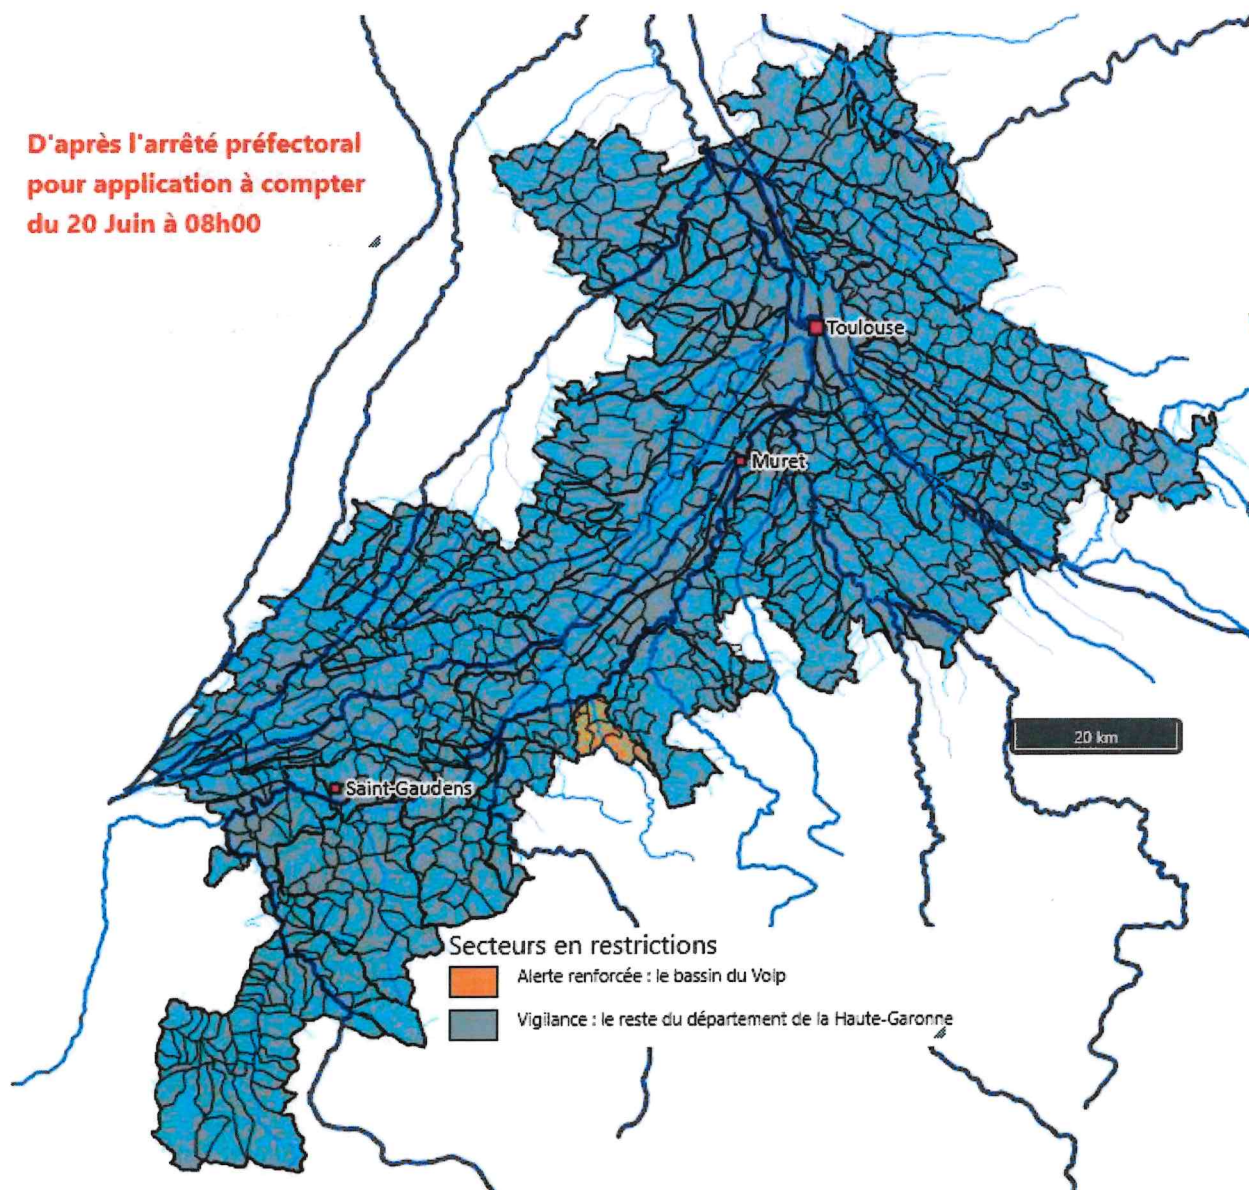 D'après l'arrêté préfectoral
pour application à compter
du 20 Juin à 08h00
Toulouse
Muret
20 km
Saint-Gaudens
Secteurs en restrictions
Alerte renforcée : le bassin du Volp
Vigilance : le reste du département de la Haute-Garonne